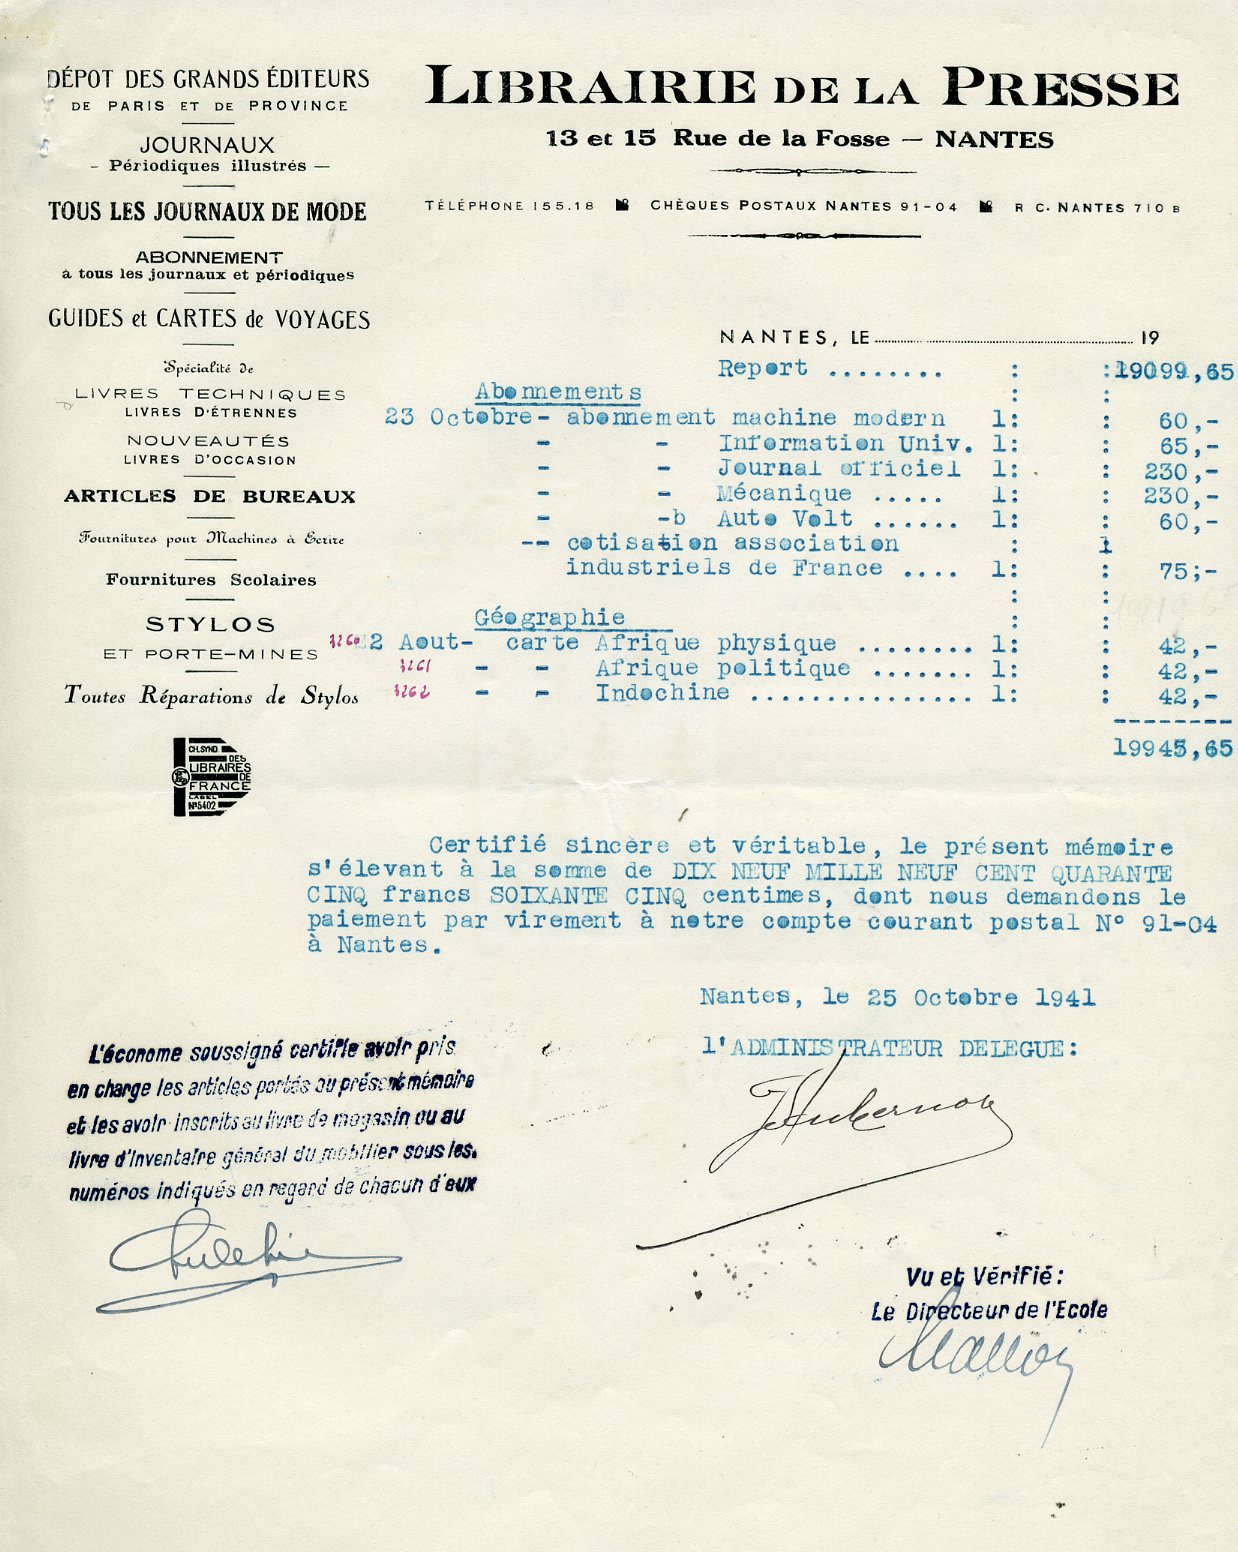 DÉPOT DES GRANDS ÉDITEURS
DE PARIS ET DE PROVINCE
JOURNAUX
- Périodiques illustrés —
TOUS LES JOURNAUX DE MODE
ABONNEMENT
à tous les journaux et périodiques
GUIDES et CARTES de VOYAGES
Spécialité de
LIVRES TECHNIQUES
LIVRES D'ÉTRENNES
NOUVEAUTÉS
LIVRES D'OCCASION
ARTICLES DE BUREAUX
Fournitures pour Machines à Ecrire
Fournitures Scolaires
STYLOS
ET PORTE-MINES
Toutes Réparations de Stylos
CH.SYND.
DES
LIBRAIRES
DE
FRANCE
LABEL
N°5402
LIBRAIRIE DE LA PRESSE
13 et 15 Rue de la Fosse — NANTES
TÉLÉPHONE 155.18 CHÈQUES POSTAUX NANTES 91-04 R C. NANTES 710 B
NANTES, LE 19
Report ........ : :19099,65
Abonnements : :
23 Octobre- abonnement machine modern 1: : 60,-
- - Information Univ. 1: : 65,-
- - Journal officiel 1: : 230,-
- - Mécanique ..... 1: : 230,-
- -b Auto Volt ...... 1: : 60,-
-- cotisation association : 1
industriels de France .... 1: : 75;-
: :
Géographie : :
3260 22 Aout- carte Afrique physique ........ 1: : 42,-
3261 - - Afrique politique ....... 1: : 42,-
3262 - - Indochine ............... 1: : 42,-
--------
19945,65
Certifié sincère et véritable, le présent mémoire
s'élevant à la somme de DIX NEUF MILLE NEUF CENT QUARANTE
CINQ francs SOIXANTE CINQ centimes, dont nous demandons le
paiement par virement à notre compte courant postal N° 91-04
à Nantes.
Nantes, le 25 Octobre 1941
l'ADMINISTRATEUR DELEGUE:
L'économe soussigné certifie avoir pris
en charge les articles portés au présent mémoire
et les avoir inscrits au livre de magasin ou au
livre d'inventaire général du mobilier sous les
numéros indiqués en regard de chacun d'eux
Vu et Vérifié:
Le Directeur de l'Ecole